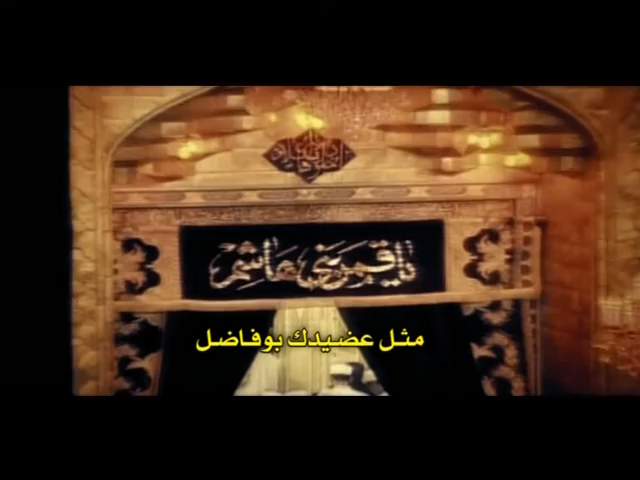 يا قمر بني هاشم
مثل عضيدك بوفاضل